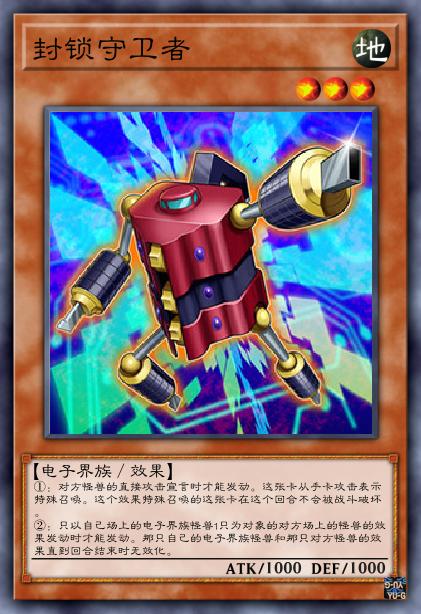 封锁守卫者
地
【电子界族/效果】
①：对方怪兽的直接攻击宣言时才能发动。这张卡从手卡攻击表示
特殊召唤。这个效果特殊召唤的这张卡在这个回合不会被战斗破坏
。
②：只以自己场上的电子界族怪兽1只为对象的对方场上的怪兽的效
果发动时才能发动。那只自己的电子界族怪兽和那只对方怪兽的效
果直到回合结束时无效化。
ATK/1000 DEF/1000